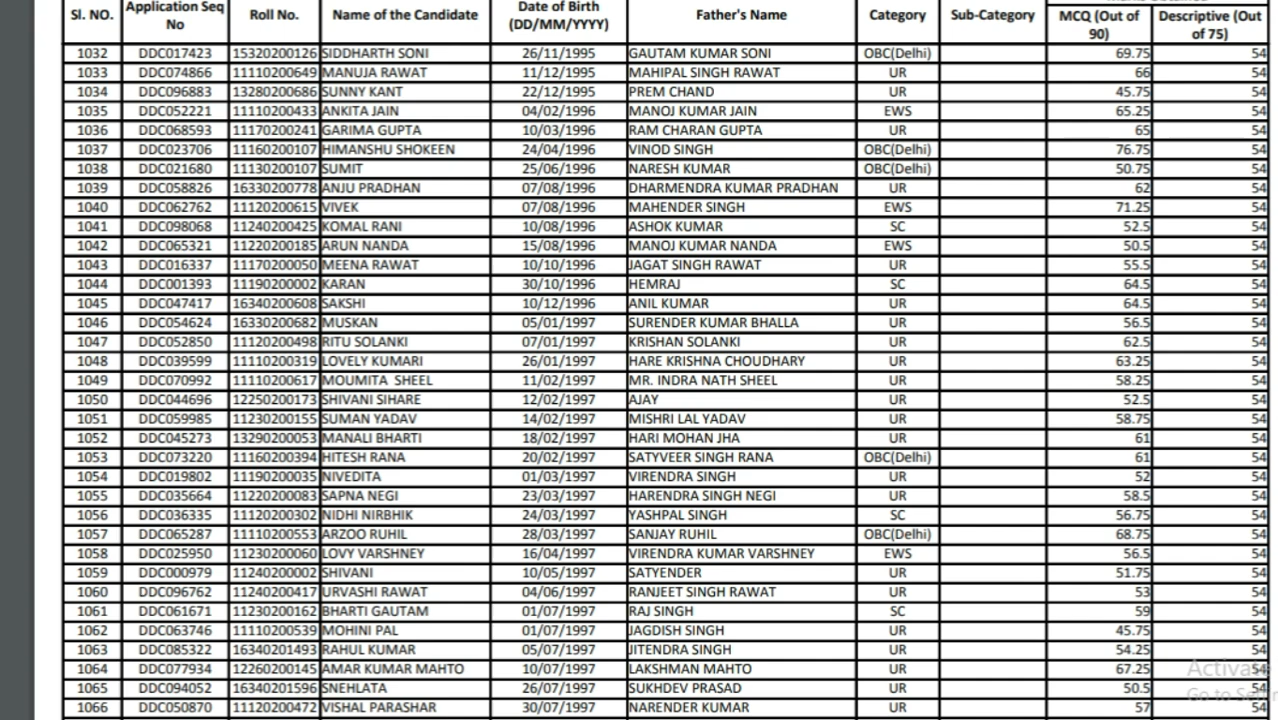 Sl. NO. Application Seq No Roll No. Name of the Candidate Date of Birth (DD/MM/YYYY) Father's Name Category Sub-Category MCQ (Out of 90) Descriptive (Out of 75)
1032 DDC017423 15320200126 SIDDHARTH SONI 26/11/1995 GAUTAM KUMAR SONI OBC(Delhi) 69.75 54
1033 DDC074866 11110200649 MANUJA RAWAT 11/12/1995 MAHIPAL SINGH RAWAT UR 66 54
1034 DDC096883 13280200686 SUNNY KANT 22/12/1995 PREM CHAND UR 45.75 54
1035 DDC052221 11110200433 ANKITA JAIN 04/02/1996 MANOJ KUMAR JAIN EWS 65.25 54
1036 DDC068593 11170200241 GARIMA GUPTA 10/03/1996 RAM CHARAN GUPTA UR 65 54
1037 DDC023706 11160200107 HIMANSHU SHOKEEN 24/04/1996 VINOD SINGH OBC(Delhi) 76.75 54
1038 DDC021680 11130200107 SUMIT 25/06/1996 NARESH KUMAR OBC(Delhi) 50.75 54
1039 DDC058826 16330200778 ANJU PRADHAN 07/08/1996 DHARMENDRA KUMAR PRADHAN UR 62 54
1040 DDC062762 11120200615 VIVEK 07/08/1996 MAHENDER SINGH EWS 71.25 54
1041 DDC098068 11240200425 KOMAL RANI 10/08/1996 ASHOK KUMAR SC 52.5 54
1042 DDC065321 11220200185 ARUN NANDA 15/08/1996 MANOJ KUMAR NANDA EWS 50.5 54
1043 DDC016337 11170200050 MEENA RAWAT 10/10/1996 JAGAT SINGH RAWAT UR 55.5 54
1044 DDC001393 11190200002 KARAN 30/10/1996 HEMRAJ SC 64.5 54
1045 DDC047417 16340200608 SAKSHI 10/12/1996 ANIL KUMAR UR 64.5 54
1046 DDC054624 16330200682 MUSKAN 05/01/1997 SURENDER KUMAR BHALLA UR 56.5 54
1047 DDC052850 11120200498 RITU SOLANKI 07/01/1997 KRISHAN SOLANKI UR 62.5 54
1048 DDC039599 11110200319 LOVELY KUMARI 26/01/1997 HARE KRISHNA CHOUDHARY UR 63.25 54
1049 DDC070992 11110200617 MOUMITA SHEEL 11/02/1997 MR. INDRA NATH SHEEL UR 58.25 54
1050 DDC044696 12250200173 SHIVANI SIHARE 12/02/1997 AJAY UR 52.5 54
1051 DDC059985 11230200155 SUMAN YADAV 14/02/1997 MISHRI LAL YADAV UR 58.75 54
1052 DDC045273 13290200053 MANALI BHARTI 18/02/1997 HARI MOHAN JHA UR 61 54
1053 DDC073220 11160200394 HITESH RANA 20/02/1997 SATYVEER SINGH RANA OBC(Delhi) 61 54
1054 DDC019802 11190200035 NIVEDITA 01/03/1997 VIRENDRA SINGH UR 52 54
1055 DDC035664 11220200083 SAPNA NEGI 23/03/1997 HARENDRA SINGH NEGI UR 58.5 54
1056 DDC036335 11120200302 NIDHI NIRBHIK 24/03/1997 YASHPAL SINGH SC 56.75 54
1057 DDC065287 11110200553 ARZOO RUHIL 28/03/1997 SANJAY RUHIL OBC(Delhi) 68.75 54
1058 DDC025950 11230200060 LOVY VARSHNEY 16/04/1997 VIRENDRA KUMAR VARSHNEY EWS 56.5 54
1059 DDC000979 11240200002 SHIVANI 10/05/1997 SATYENDER UR 51.75 54
1060 DDC096762 11240200417 URVASHI RAWAT 04/06/1997 RANJEET SINGH RAWAT UR 53 54
1061 DDC061671 11230200162 BHARTI GAUTAM 01/07/1997 RAJ SINGH SC 59 54
1062 DDC063746 11110200539 MOHINI PAL 01/07/1997 JAGDISH SINGH UR 45.75 54
1063 DDC085322 16340201493 RAHUL KUMAR 05/07/1997 JITENDRA SINGH UR 54.25 54
1064 DDC077934 12260200145 AMAR KUMAR MAHTO 10/07/1997 LAKSHMAN MAHTO UR 67.25 54
1065 DDC094052 16340201596 SNEHLATA 26/07/1997 SUKHDEV PRASAD UR 50.5 54
1066 DDC050870 11120200472 VISHAL PARASHAR 30/07/1997 NARENDER KUMAR UR 57 54
Activate
Go to